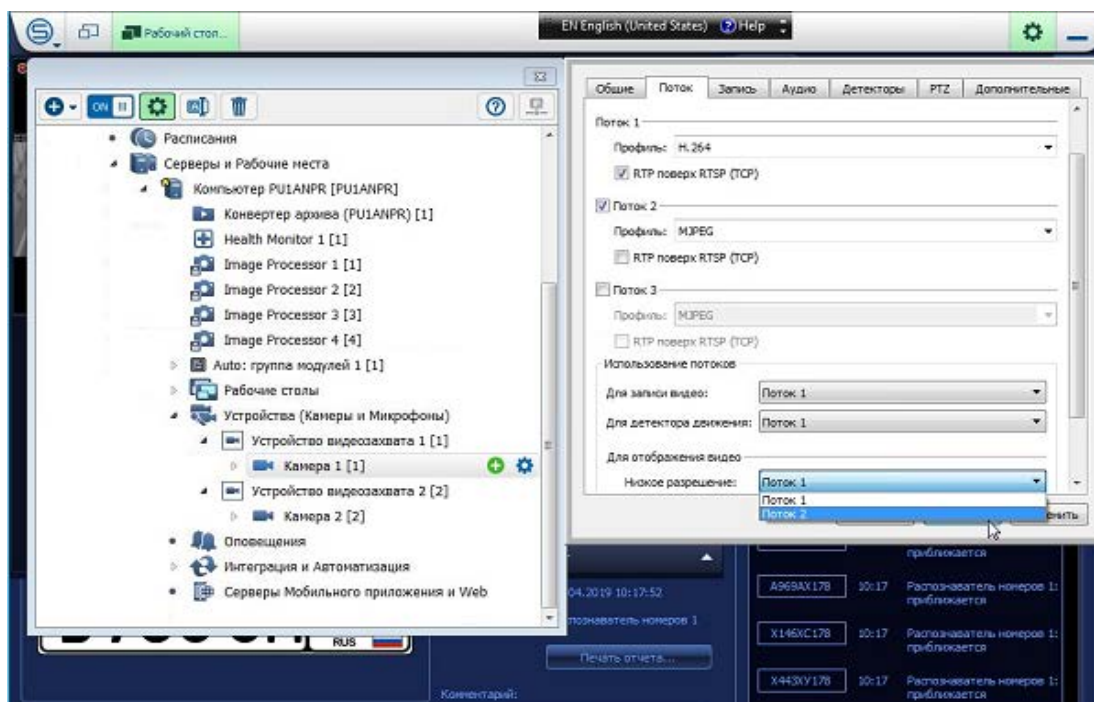 Рабочий стол...
EN English (United States) Help
Расписания
Серверы и Рабочие места
Компьютер PU1ANPR [PU1ANPR]
Конвертер архива (PU1ANPR) [1]
Health Monitor 1 [1]
Image Processor 1 [1]
Image Processor 2 [2]
Image Processor 3 [3]
Image Processor 4 [4]
Auto: группа модулей 1 [1]
Рабочие столы
Устройства (Камеры и Микрофоны)
Устройство видеозахвата 1 [1]
Камера 1 [1]
Устройство видеозахвата 2 [2]
Камера 2 [2]
Оповещения
Интеграция и Автоматизация
Серверы Мобильного приложения и Web
ON
Общие Поток Запись Аудио Детекторы PTZ Дополнительные
Поток 1
Профиль: H.264
RTP поверх RTSP (TCP)
Поток 2
Профиль: MJPEG
RTP поверх RTSP (TCP)
Поток 3
Профиль: MJPEG
RTP поверх RTSP (TCP)
Использование потоков
Для записи видео: Поток 1
Для детектора движения: Поток 1
Для отображения видео
Низкое разрешение: Поток 1
Поток 1
Поток 2
RUS
04.2019 10:17:52
Печать отчета...
Комментарий:
приближается
A969AX178 10:17 Распознаватель номеров 1:
приближается
X146XC178 10:17 Распознаватель номеров 1:
приближается
X443XY178 10:17 Распознаватель номеров 1:
приближается